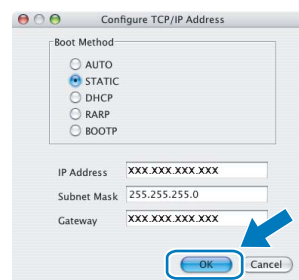 Configure TCP/IP Address
Boot Method
AUTO
STATIC
DHCP
RARP
BOOTP
IP Address XXX.XXX.XXX.XXX
Subnet Mask 255.255.255.0
Gateway XXX.XXX.XXX.XXX
OK Cancel